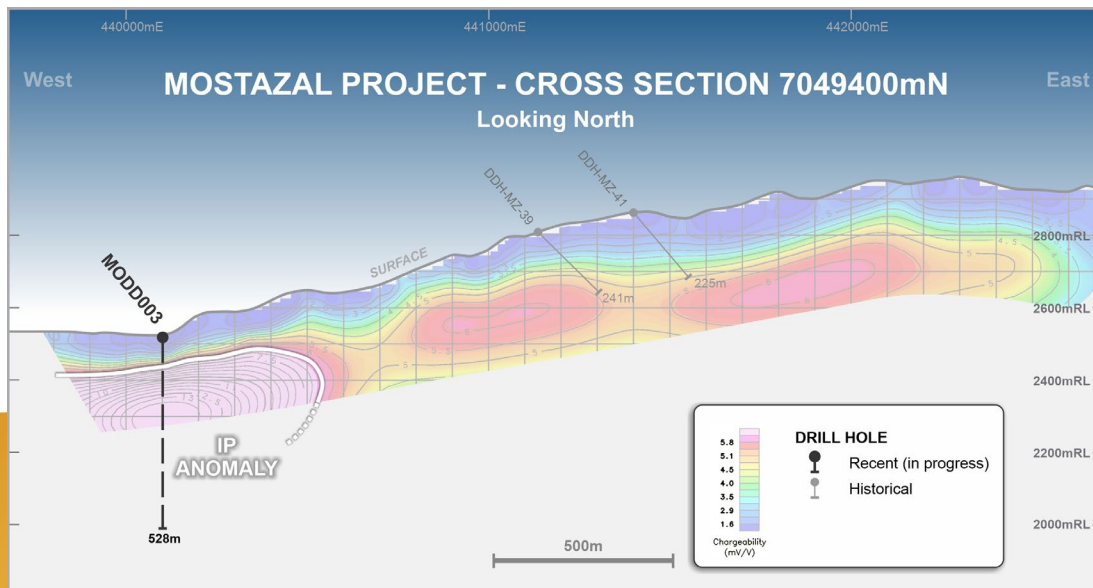 440000mE
441000mE
442000mE
West
MOSTAZAL PROJECT - CROSS SECTION 7049400mN
East
Looking North
DDH-MZ-39
DDH-MZ-41
SURFACE
MODD003
241m
225m
2800mRL
2600mRL
2400mRL
2200mRL
2000mRL
IP
ANOMALY
528m
500m
5.8
5.1
4.5
4.0
3.5
2.9
1.6
Chargeability
(mV/V)
DRILL HOLE
Recent (in progress)
Historical